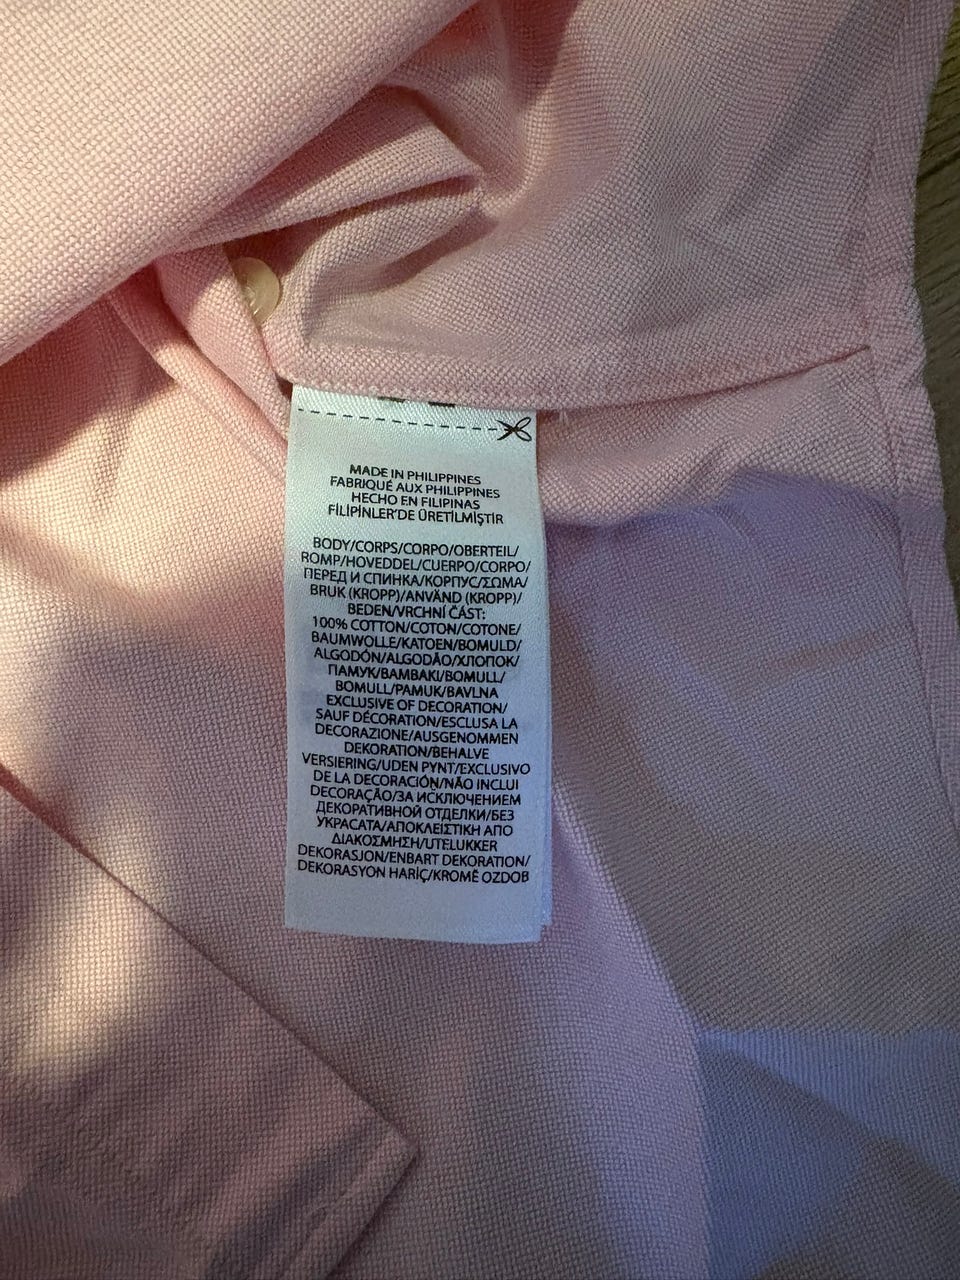 MADE IN PHILIPPINES
FABRIQUÉ AUX PHILIPPINES
HECHO EN FILIPINAS
FİLİPİNLER'DE ÜRETİLMİŞTİR
BODY/CORPS/CORPO/OBERTEIL/
ROMP/HOVEDDEL/CUERPO/CORPO/
ПЕРЕД И СПИНКА/КОРПУС/ΣΩΜΑ/
BRUK (KROPP)/ANVÄND (KROPP)/
BEDEN/VRCHNÍ ČÁST:
100% COTTON/COTON/COTONE/
BAUMWOLLE/KATOEN/BOMULD/
ALGODÓN/ALGODÃO/ХЛОПОК/
ПАМУК/ΒΑΜΒΑΚΙ/BOMULL/
BOMULL/PAMUK/BAVLNA
EXCLUSIVE OF DECORATION/
SAUF DÉCORATION/ESCLUSA LA
DECORAZIONE/AUSGENOMMEN
DEKORATION/BEHALVE
VERSIERING/UDEN PYNT/EXCLUSIVO
DE LA DECORACIÓN/NÃO INCLUI
DECORAÇÃO/ЗА ИСКЛЮЧЕНИЕМ
ДЕКОРАТИВНОЙ ОТДЕЛКИ/БЕЗ
УКРАСАТА/ΑΠΟΚΛΕΙΣΤΙΚΗ ΑΠΟ
ΔΙΑΚΟΣΜΗΣΗ/UTELUKKER
DEKORASJON/ENBART DEKORATION/
DEKORASYON HARİÇ/KROMĚ OZDOB